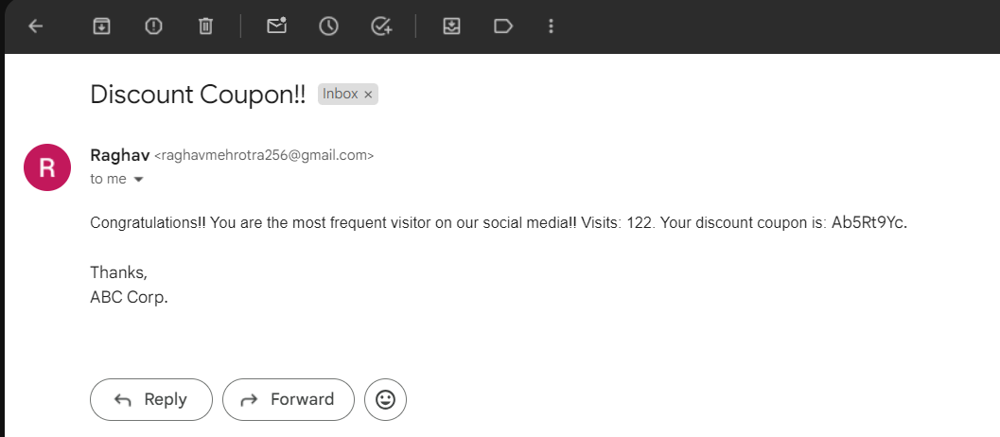 Discount Coupon!! Inbox ×
R
Raghav <raghavmehrotra256@gmail.com>
to me
Congratulations!! You are the most frequent visitor on our social media!! Visits: 122. Your discount coupon is: Ab5Rt9Yc.
Thanks,
ABC Corp.
Reply Forward